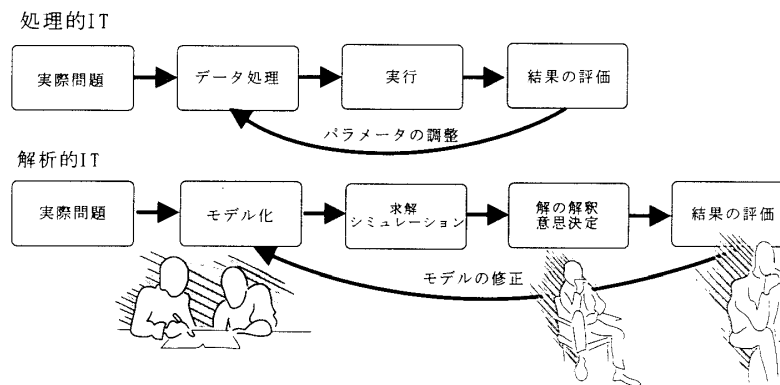 処理的IT
実際問題
データ処理
実行
結果の評価
パラメータの調整
解析的IT
実際問題
モデル化
求解
シミュレーション
解の解釈
意思決定
結果の評価
モデルの修正